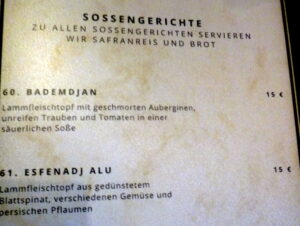 SOSSENGERICHTE
ZU ALLEN SOSSENGERICHTEN SERVIEREN
WIR SAFRANREIS UND BROT
60. BADEMDJAN 15 €
Lammfleischtopf mit geschmorten Auberginen,
unreifen Trauben und Tomaten in einer
säuerlichen Soße
61. ESFENADJ ALU 15 €
Lammfleischtopf aus gedünstetem
Blattspinat, verschiedenen Gemüse und
persischen Pflaumen